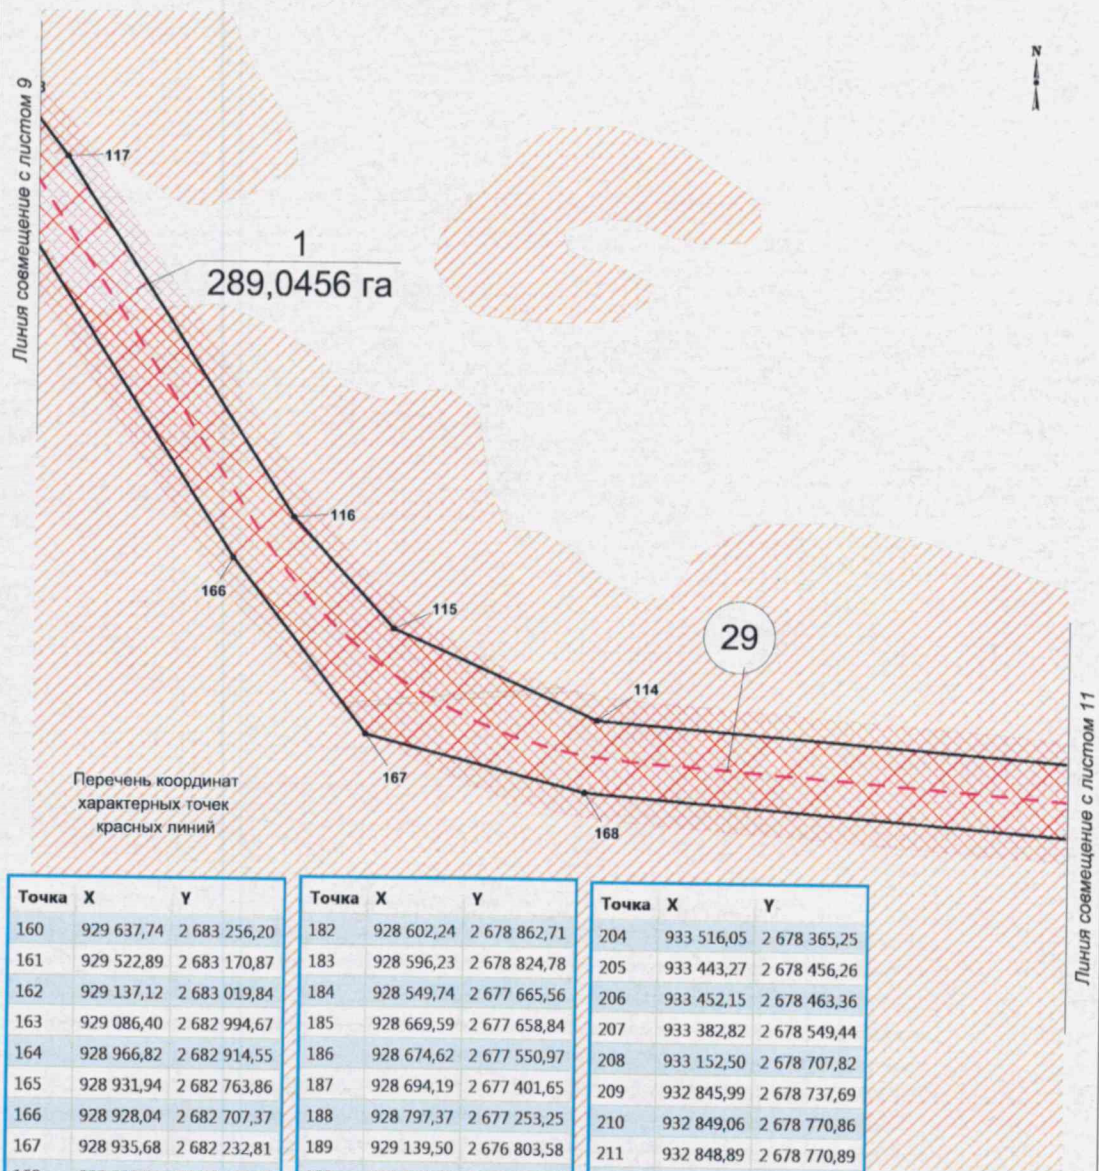 N
Линия совмещение с листом 9
117
1
289,0456 га
116
166
115
29
114
167
168
Линия совмещение с листом 11
Перечень координат
характерных точек
красных линий
Точка X Y
160 929 637,74 2 683 256,20
161 929 522,89 2 683 170,87
162 929 137,12 2 683 019,84
163 929 086,40 2 682 994,67
164 928 966,82 2 682 914,55
165 928 931,94 2 682 763,86
166 928 928,04 2 682 707,37
167 928 935,68 2 682 232,81
Точка X Y
182 928 602,24 2 678 862,71
183 928 596,23 2 678 824,78
184 928 549,74 2 677 665,56
185 928 669,59 2 677 658,84
186 928 674,62 2 677 550,97
187 928 694,19 2 677 401,65
188 928 797,37 2 677 253,25
189 929 139,50 2 676 803,58
Точка X Y
204 933 516,05 2 678 365,25
205 933 443,27 2 678 456,26
206 933 452,15 2 678 463,36
207 933 382,82 2 678 549,44
208 933 152,50 2 678 707,82
209 932 845,99 2 678 737,69
210 932 849,06 2 678 770,86
211 932 848,89 2 678 770,89